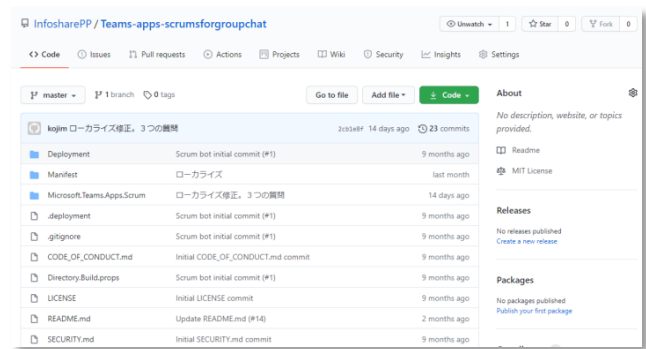 InfosharePP / Teams-apps-scrumsforgroupchat
Unwatch 1 Star 0 Fork 0
Code Issues Pull requests Actions Projects Wiki Security Insights Settings
master 1 branch 0 tags Go to file Add file Code
kojim ローカライズ修正。３つの質問 2cb1e8f 14 days ago 23 commits
Deployment Scrum bot initial commit (#1) 9 months ago
Manifest ローカライズ last month
Microsoft.Teams.Apps.Scrum ローカライズ修正。３つの質問 14 days ago
.deployment Scrum bot initial commit (#1) 9 months ago
.gitignore Scrum bot initial commit (#1) 9 months ago
CODE_OF_CONDUCT.md Initial CODE_OF_CONDUCT.md commit 9 months ago
Directory.Build.props Scrum bot initial commit (#1) 9 months ago
LICENSE Initial LICENSE commit 9 months ago
README.md Update README.md (#14) 2 months ago
SECURITY.md Initial SECURITY.md commit 9 months ago
About
No description, website, or topics
provided.
Readme
MIT License
Releases
No releases published
Create a new release
Packages
No packages published
Publish your first package